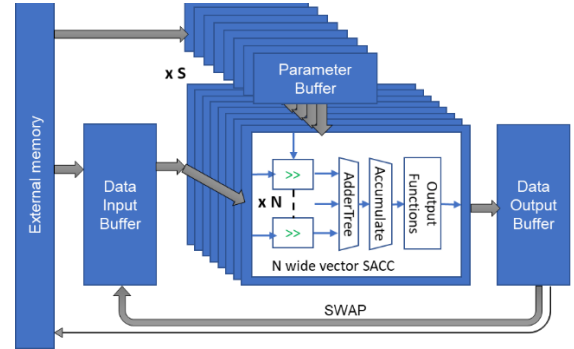 External memory
x S
Parameter
Buffer
Data
Input
Buffer
>>
x N
>>
AdderTree
Accumulate
Output
Functions
N wide vector SACC
Data
Output
Buffer
SWAP